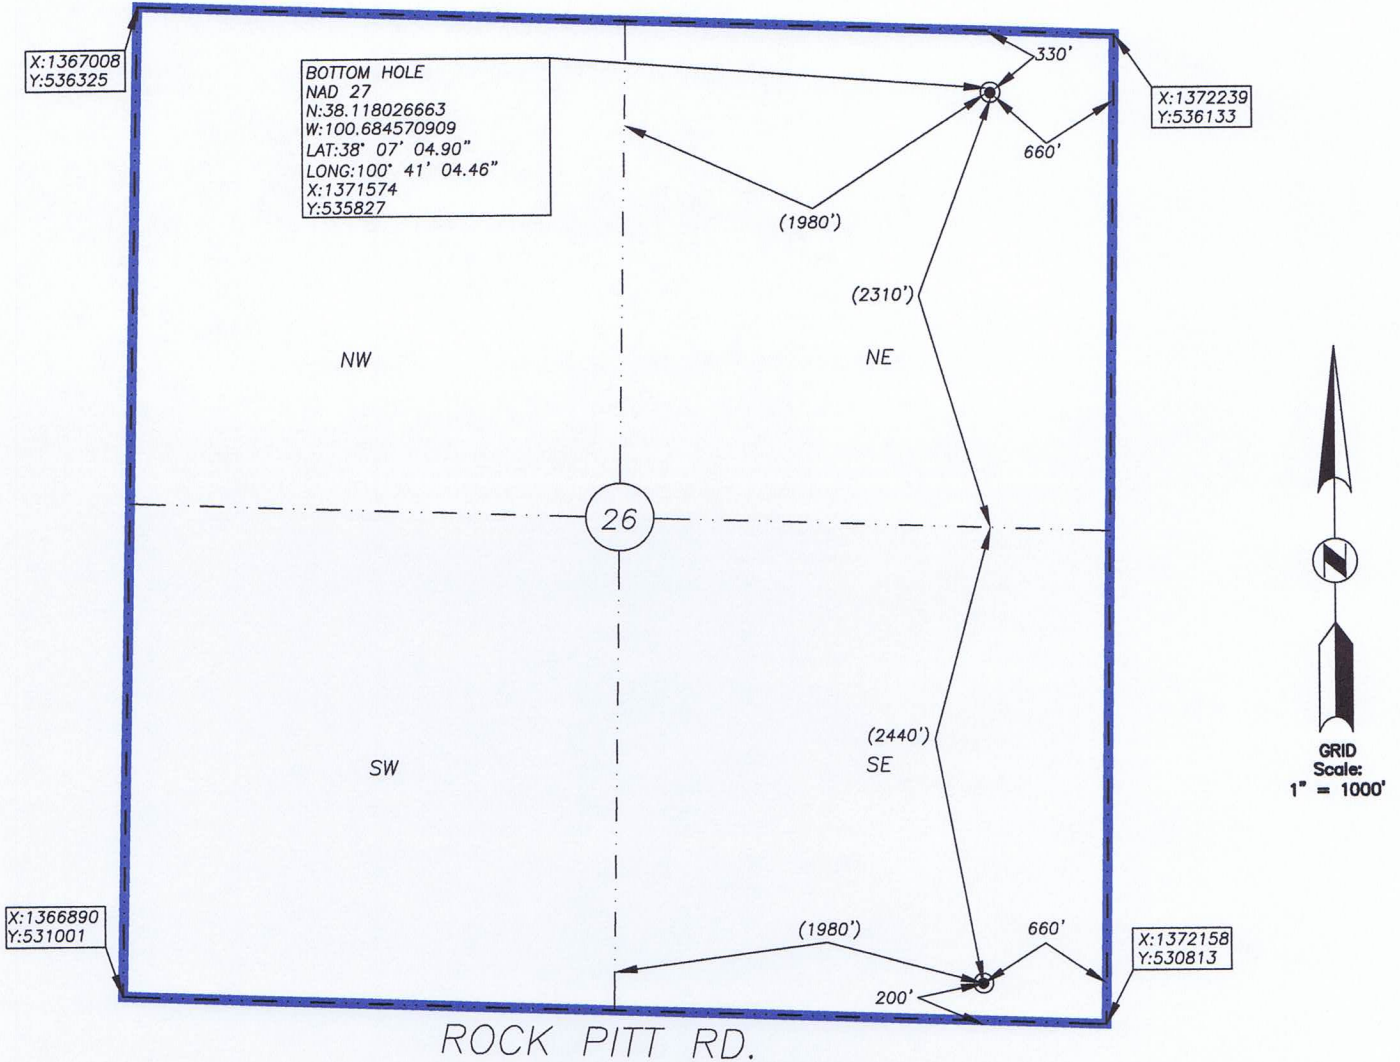 X:1367008
Y:536325
BOTTOM HOLE
NAD 27
N:38.118026663
W:100.684570909
LAT:38° 07' 04.90"
LONG:100° 41' 04.46"
X:1371574
Y:535827
330'
X:1372239
Y:536133
660'
(1980')
(2310')
NW
NE
26
(2440')
SW
SE
GRID
Scale:
1" = 1000'
X:1366890
Y:531001
(1980')
660'
X:1372158
Y:530813
200'
ROCK PITT RD.
N